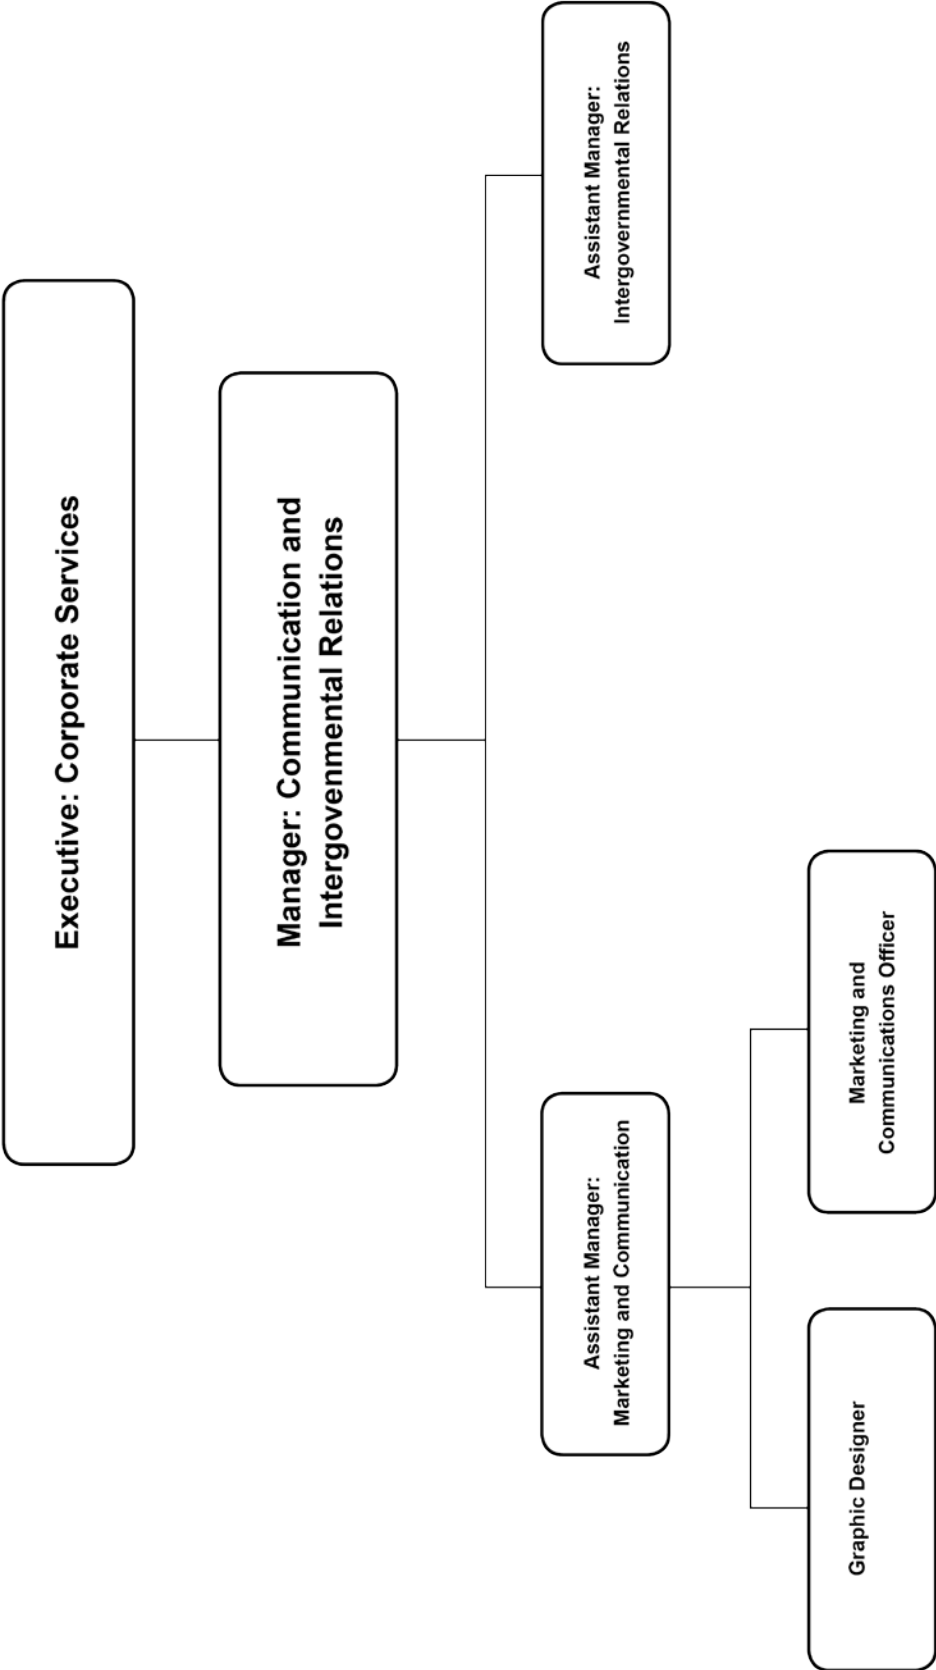 Executive: Corporate Services
Manager: Communication and
Intergovenmental Relations
Assistant Manager:
Marketing and Communication
Assistant Manager:
Intergovernmental Relations
Graphic Designer
Marketing and
Communications Officer